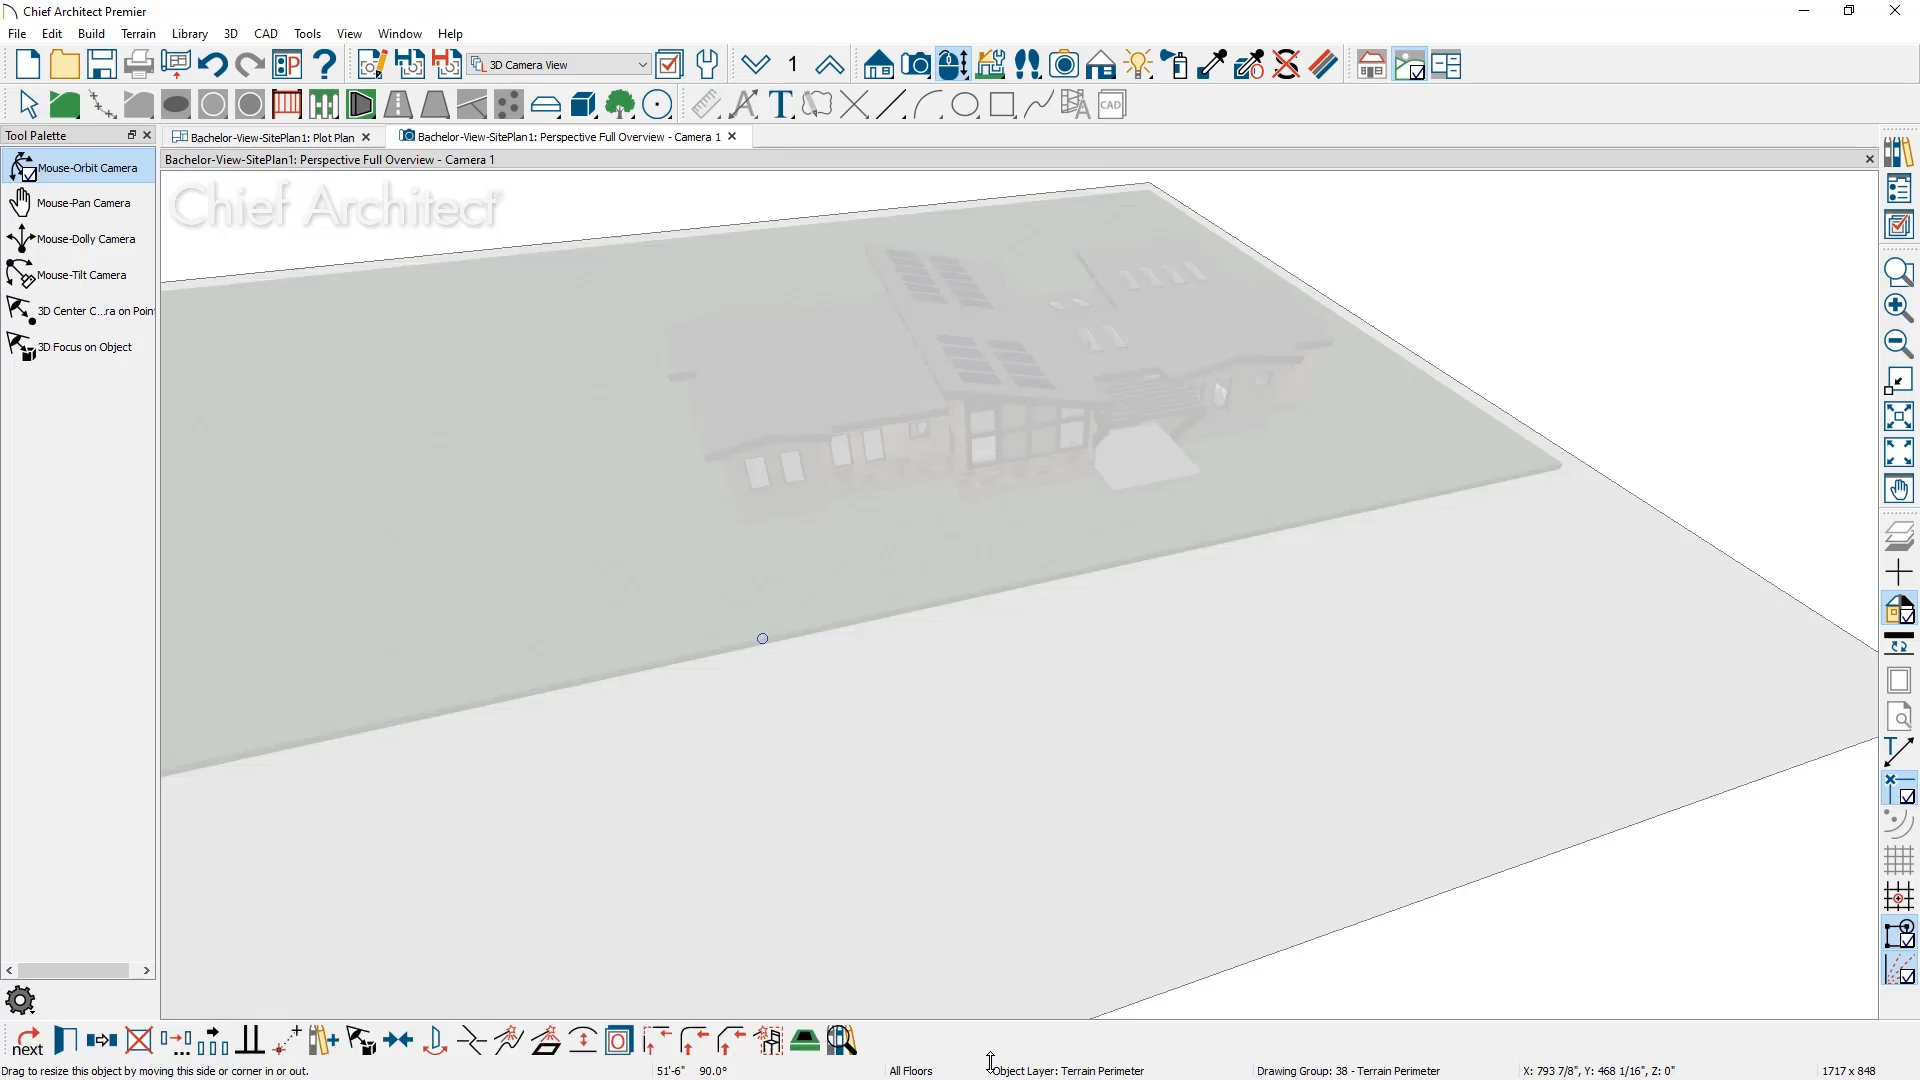 Chief Architect Premier
File Edit Build Terrain Library 3D CAD Tools View Window Help
3D Camera View
1
CAD
Tool Palette
Bachelor-View-SitePlan1: Plot Plan
Bachelor-View-SitePlan1: Perspective Full Overview - Camera 1
Bachelor-View-SitePlan1: Perspective Full Overview - Camera 1
Chief Architect
Mouse-Orbit Camera
Mouse-Pan Camera
Mouse-Dolly Camera
Mouse-Tilt Camera
3D Center C...ra on Poin
3D Focus on Object
next
Drag to resize this object by moving this side or corner in or out.
51'-6" 90.0°
All Floors
Object Layer: Terrain Perimeter
Drawing Group: 38 - Terrain Perimeter
X: 793 7/8", Y: 468 1/16", Z: 0"
1717 x 848